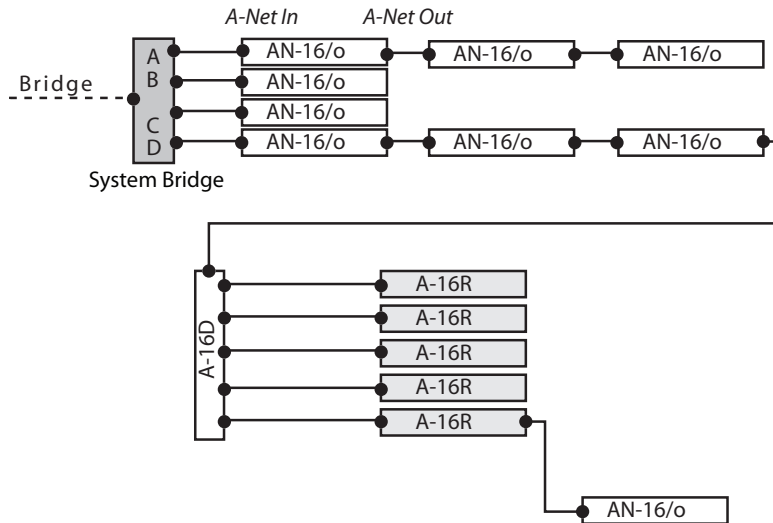 A-Net In A-Net Out
A AN-16/o AN-16/o AN-16/o
Bridge B AN-16/o
C AN-16/o
D AN-16/o AN-16/o AN-16/o
System Bridge
A-16D
A-16R
A-16R
A-16R
A-16R
A-16R
AN-16/o